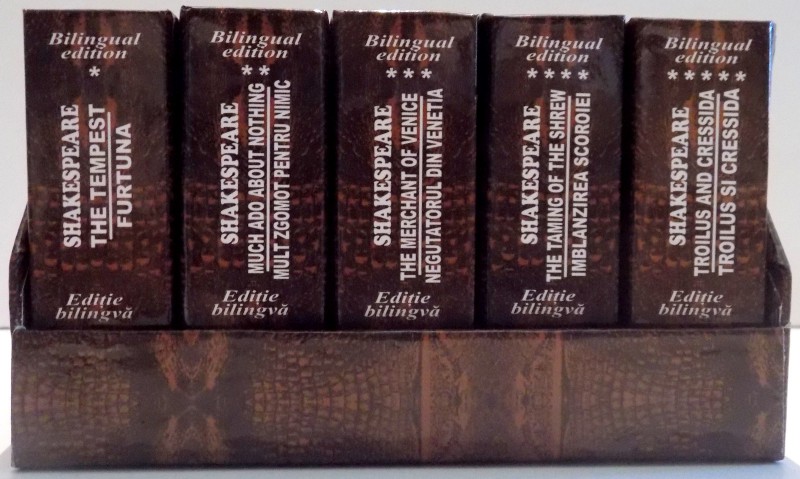 Bilingual
edition
*
SHAKESPEARE
THE TEMPEST
FURTUNA
Ediție
bilingvă
Bilingual
edition
**
SHAKESPEARE
MUCH ADO ABOUT NOTHING
MULT ZGOMOT PENTRU NIMIC
Ediție
bilingvă
Bilingual
edition
***
SHAKESPEARE
THE MERCHANT OF VENICE
NEGUTATORUL DIN VENETIA
Ediție
bilingvă
Bilingual
edition
****
SHAKESPEARE
THE TAMING OF THE SHREW
IMBLANZIREA SCOROIEI
Ediție
bilingvă
Bilingual
edition
*****
SHAKESPEARE
TROILUS AND CRESSIDA
TROILUS SI CRESSIDA
Ediție
bilingvă